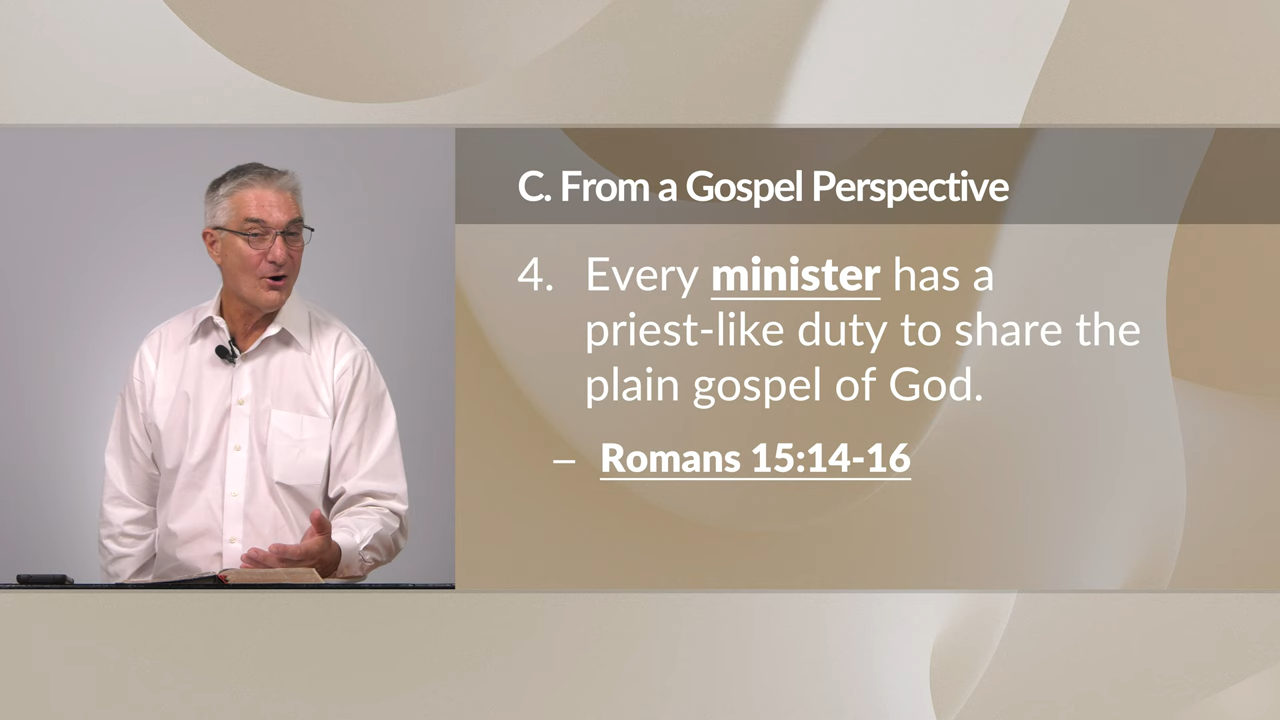 C. From a Gospel Perspective
4. Every minister has a
priest-like duty to share the
plain gospel of God.
– Romans 15:14-16